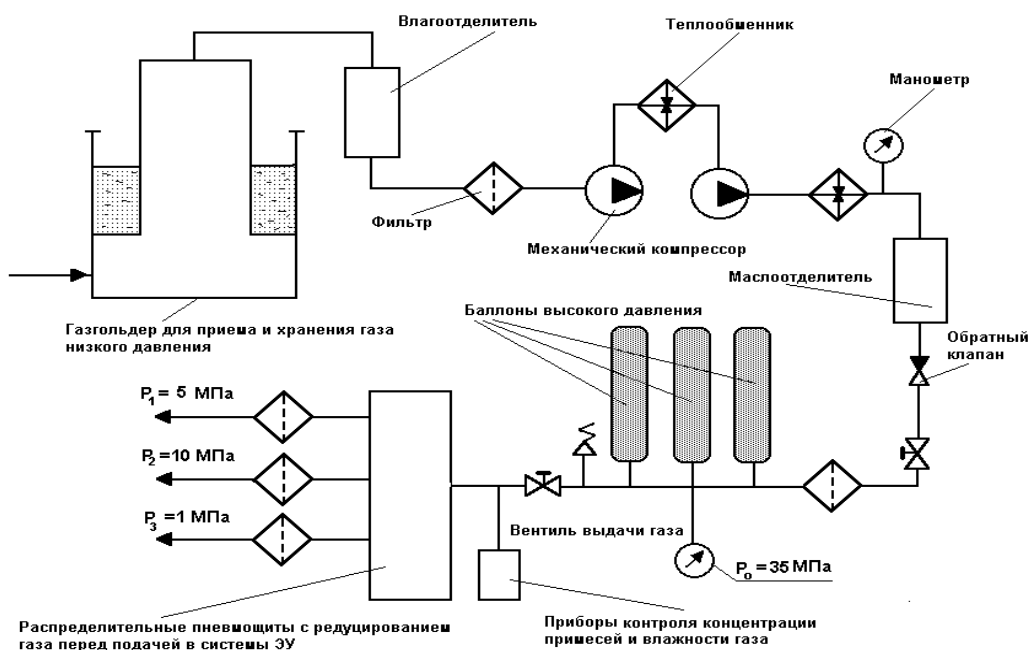 Влагоотделитель
Теплообменник
Манометр
Фильтр
Механический компрессор
Маслоотделитель
Газгольдер для приема и хранения газа
низкого давления
Баллоны высокого давления
Обратный
клапан
P1= 5 МПа
P2=10 МПа
P3=1 МПа
Вентиль выдачи газа
Po =35 МПа
Приборы контроля концентрации
примесей и влажности газа
Распределительные пневмощиты с редуцированием
газа перед подачей в системы ЭУ